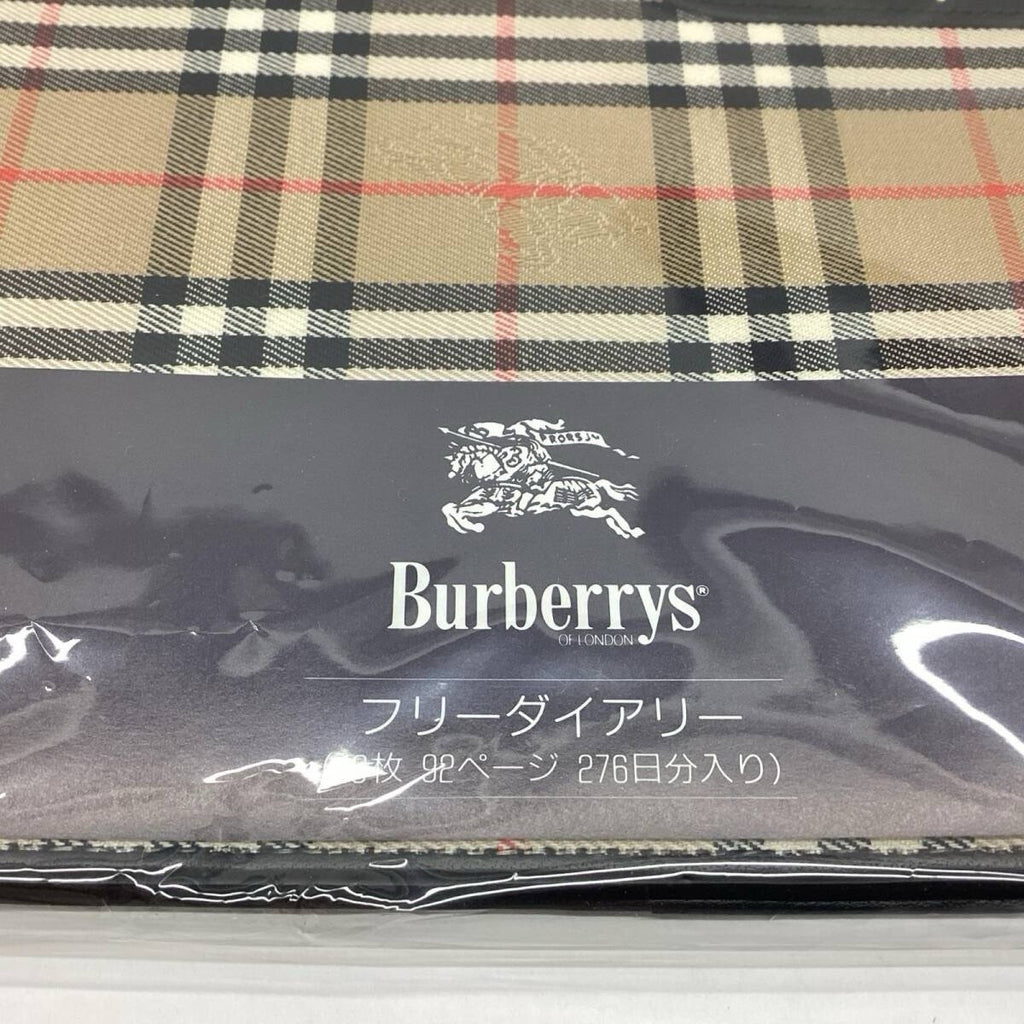 PRORSUM
Burberrys®
OF LONDON
フリーダイアリー
枚 92ページ 276日分入り)